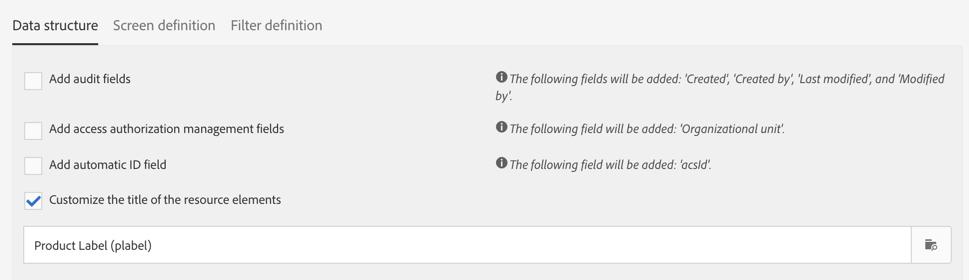 Data structure Screen definition Filter definition
Add audit fields
The following fields will be added: 'Created', 'Created by', 'Last modified', and 'Modified
by'.
Add access authorization management fields
The following field will be added: 'Organizational unit'.
Add automatic ID field
The following field will be added: 'acsId'.
Customize the title of the resource elements
Product Label (plabel)